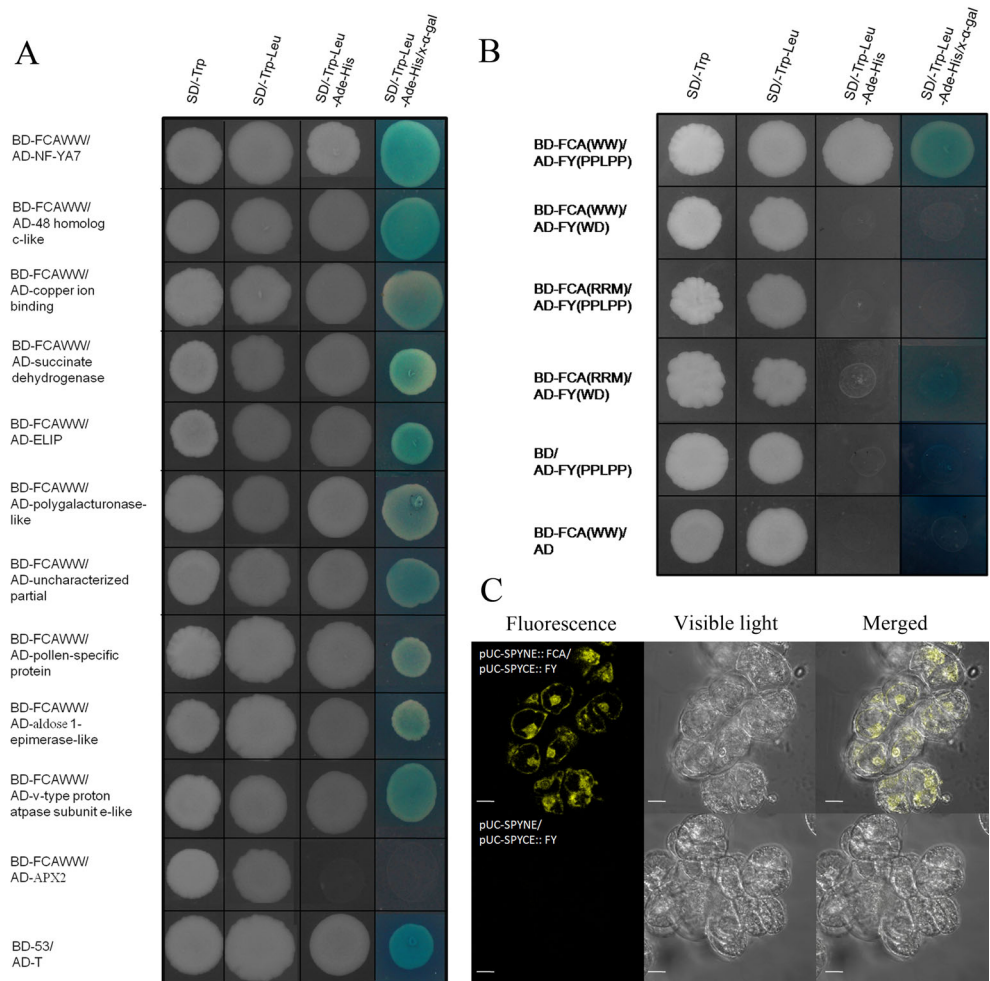 A
SD/-Trp
SD/-Trp-Leu
SD/-Trp-Leu
-Ade-His
SD/-Trp-Leu
-Ade-His/x-α-gal
BD-FCAWW/
AD-NF-YA7
BD-FCAWW/
AD-48 homolog
c-like
BD-FCAWW/
AD-copper ion
binding
BD-FCAWW/
AD-succinate
dehydrogenase
BD-FCAWW/
AD-ELIP
BD-FCAWW/
AD-polygalacturonase-
like
BD-FCAWW/
AD-uncharacterized
partial
BD-FCAWW/
AD-pollen-specific
protein
BD-FCAWW/
AD-aldose 1-
epimerase-like
BD-FCAWW/
AD-v-type proton
atpase subunit e-like
BD-FCAWW/
AD-APX2
BD-53/
AD-T
B
SD/-Trp
SD/-Trp-Leu
SD/-Trp-Leu
-Ade-His
SD/-Trp-Leu
-Ade-His/x-α-gal
BD-FCA(WW)/
AD-FY(PPLPP)
BD-FCA(WW)/
AD-FY(WD)
BD-FCA(RRM)/
AD-FY(PPLPP)
BD-FCA(RRM)/
AD-FY(WD)
BD/
AD-FY(PPLPP)
BD-FCA(WW)/
AD
C
Fluorescence
Visible light
Merged
pUC-SPYNE:: FCA/
pUC-SPYCE:: FY
pUC-SPYNE/
pUC-SPYCE:: FY